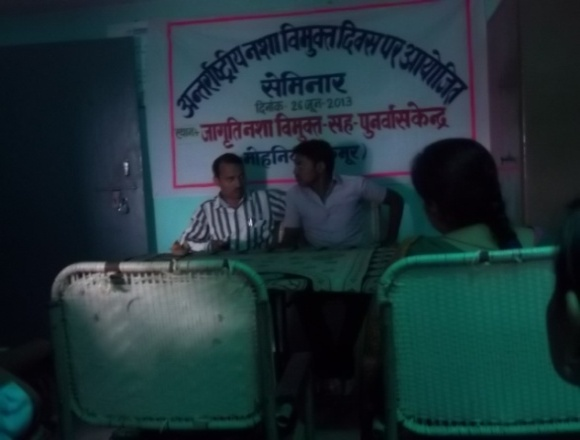 अन्तर्राष्ट्रीय नशा विमुक्त दिवस पर आयोजित
सेमिनार
दिनांक- 26 जून- 2013
स्थान- जागृति नशा विमुक्त-सह-पुनर्वास केन्द्र